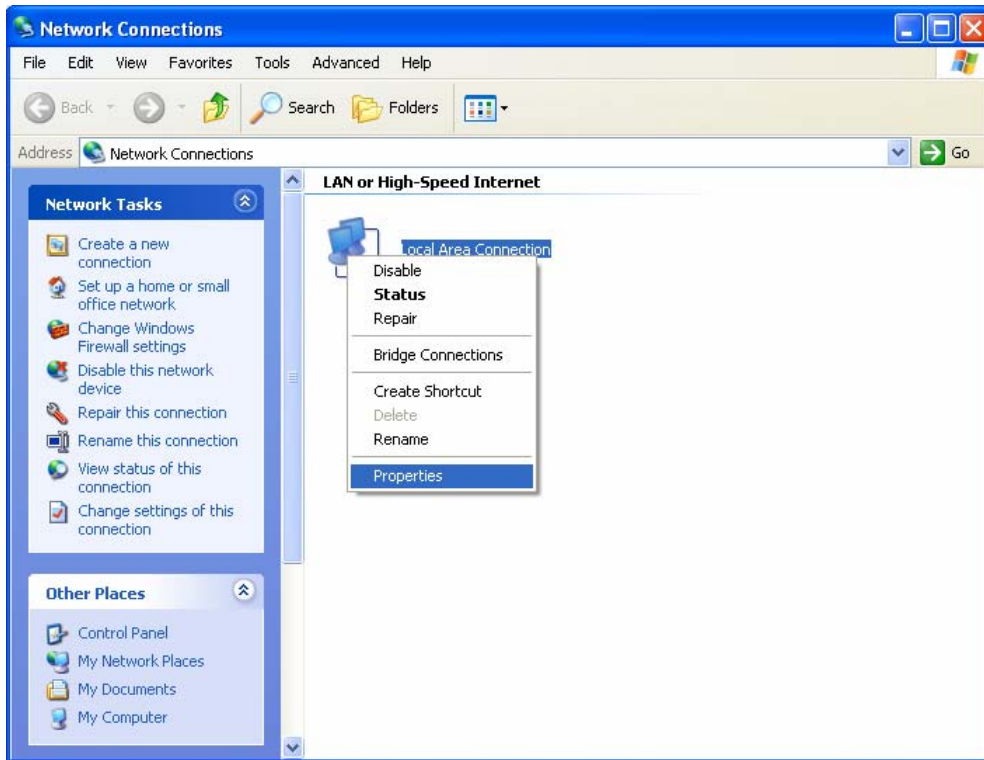 Network Connections
File Edit View Favorites Tools Advanced Help
Back Search Folders
Address Network Connections Go
Network Tasks
Create a new
connection
Set up a home or small
office network
Change Windows
Firewall settings
Disable this network
device
Repair this connection
Rename this connection
View status of this
connection
Change settings of this
connection
Other Places
Control Panel
My Network Places
My Documents
My Computer
LAN or High-Speed Internet
Local Area Connection
Disable
Status
Repair
Bridge Connections
Create Shortcut
Delete
Rename
Properties